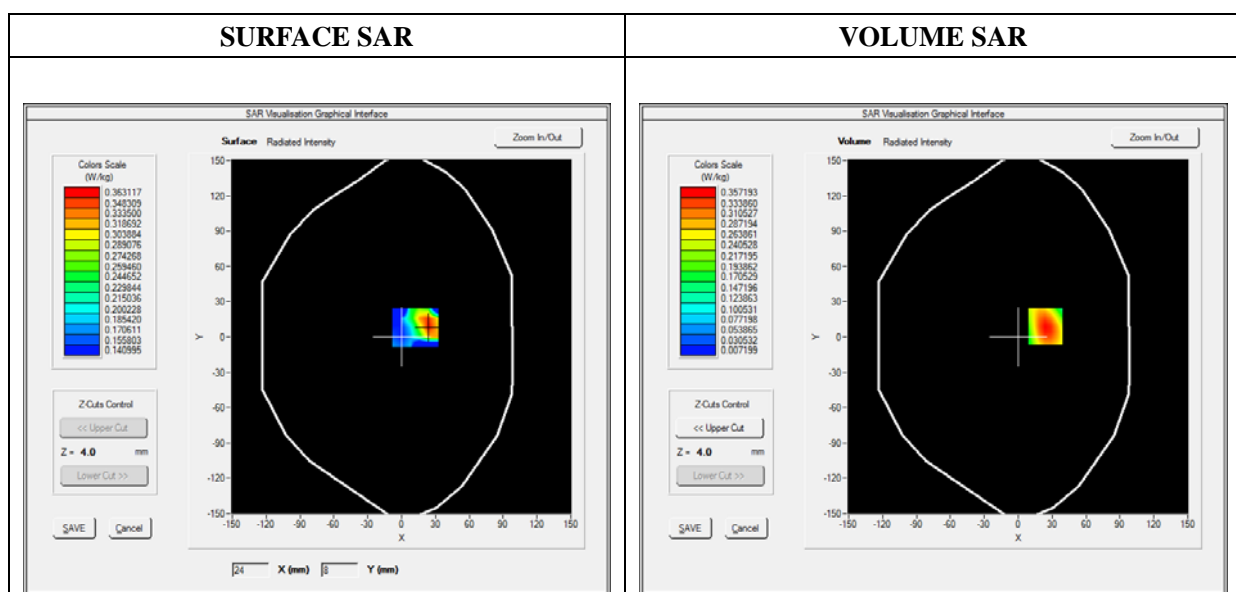 SURFACE SAR
SAR Visualisation Graphical Interface
Surface Radiated Intensity
Zoom In/Out
Colors Scale
(W/kg)
0.363117
0.348309
0.333500
0.318692
0.303884
0.289076
0.274268
0.259460
0.244652
0.229844
0.215036
0.200228
0.185420
0.170611
0.155803
0.140995
Z-Cuts Control
<< Upper Cut
Z = 4.0 mm
Lower Cut >>
SAVE Cancel
150
120
90
60
30
0
-30
-60
-90
-120
-150
Y
-150 -120 -90 -60 -30 0 30 60 90 120 150
X
24 X (mm) 8 Y (mm)
VOLUME SAR
SAR Visualisation Graphical Interface
Volume Radiated Intensity
Zoom In/Out
Colors Scale
(W/kg)
0.357193
0.333860
0.310527
0.287194
0.263861
0.240528
0.217195
0.193862
0.170529
0.147196
0.123863
0.100531
0.077198
0.053865
0.030532
0.007199
Z-Cuts Control
<< Upper Cut
Z = 4.0 mm
Lower Cut >>
SAVE Cancel
150
120
90
60
30
0
-30
-60
-90
-120
-150
Y
-150 -120 -90 -60 -30 0 30 60 90 120 150
X